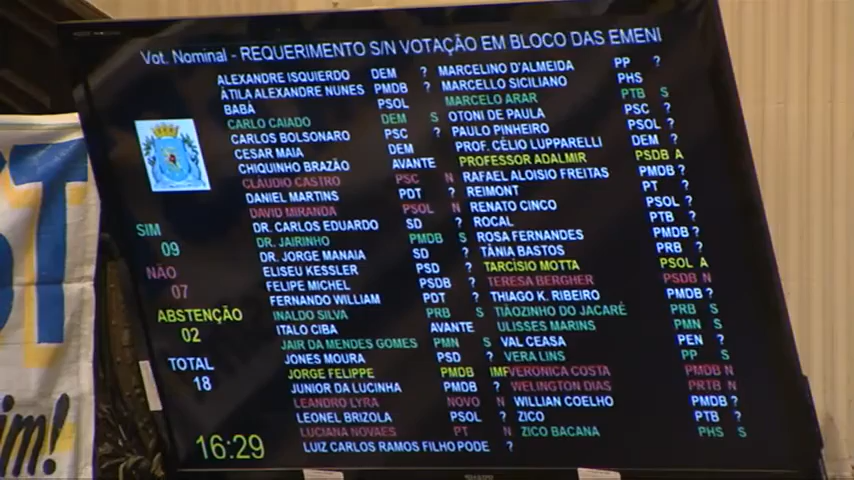 Vot. Nominal - REQUERIMENTO S/N VOTAÇÃO EM BLOCO DAS EMENI
ALEXANDRE ISQUIERDO DEM ?
ÁTILA ALEXANDRE NUNES PMDB ?
BABÁ PSOL
CARLO CAIADO DEM S
CARLOS BOLSONARO PSC ?
CESAR MAIA DEM
CHIQUINHO BRAZÃO AVANTE ?
CLÁUDIO CASTRO PSC N
DANIEL MARTINS PDT ?
DAVID MIRANDA PSOL N
DR. CARLOS EDUARDO SD ?
DR. JAIRINHO PMDB S
DR. JORGE MANAIA SD ?
ELISEU KESSLER PSD ?
FELIPE MICHEL PSDB ?
FERNANDO WILLIAM PDT ?
INALDO SILVA PRB S
ITALO CIBA AVANTE ?
JAIR DA MENDES GOMES PMN S
JONES MOURA PSD ?
JORGE FELIPPE PMDB IMF
JUNIOR DA LUCINHA PMDB ?
LEANDRO LYRA NOVO N
LEONEL BRIZOLA PSOL ?
LUCIANA NOVAES PT N
LUIZ CARLOS RAMOS FILHO PODE ?
MARCELINO D'ALMEIDA PP ?
MARCELLO SICILIANO PHS
MARCELO ARAR PTB S
OTONI DE PAULA PSC ?
PAULO PINHEIRO PSOL ?
PROF. CÉLIO LUPPARELLI DEM ?
PROFESSOR ADALMIR PSDB A
RAFAEL ALOISIO FREITAS PMDB ?
REIMONT PT ?
RENATO CINCO PSOL ?
ROCAL PTB ?
ROSA FERNANDES PMDB ?
TÂNIA BASTOS PRB ?
TARCÍSIO MOTTA PSOL A
TERESA BERGHER PSDB N
THIAGO K. RIBEIRO PMDB ?
TIÃOZINHO DO JACARÉ PRB S
ULISSES MARINS PMN S
VAL CEASA PEN ?
VERA LINS PP S
VERONICA COSTA PMDB N
WELINGTON DIAS PRTB N
WILLIAN COELHO PMDB ?
ZICO PTB ?
ZICO BACANA PHS S
SIM
09
NÃO
07
ABSTENÇÃO
02
TOTAL
18
16:29
im!